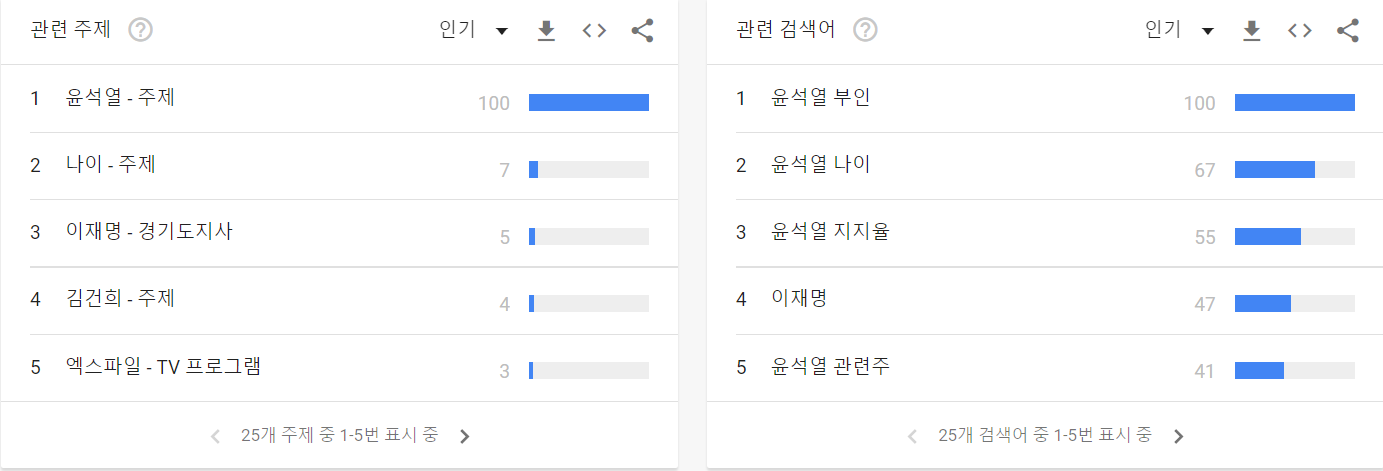 관련 주제 ? 인기
1 윤석열 - 주제 100
2 나이 - 주제 7
3 이재명 - 경기도지사 5
4 김건희 - 주제 4
5 엑스파일 - TV 프로그램 3
25개 주제 중 1-5번 표시 중
관련 검색어 ? 인기
1 윤석열 부인 100
2 윤석열 나이 67
3 윤석열 지지율 55
4 이재명 47
5 윤석열 관련주 41
25개 검색어 중 1-5번 표시 중